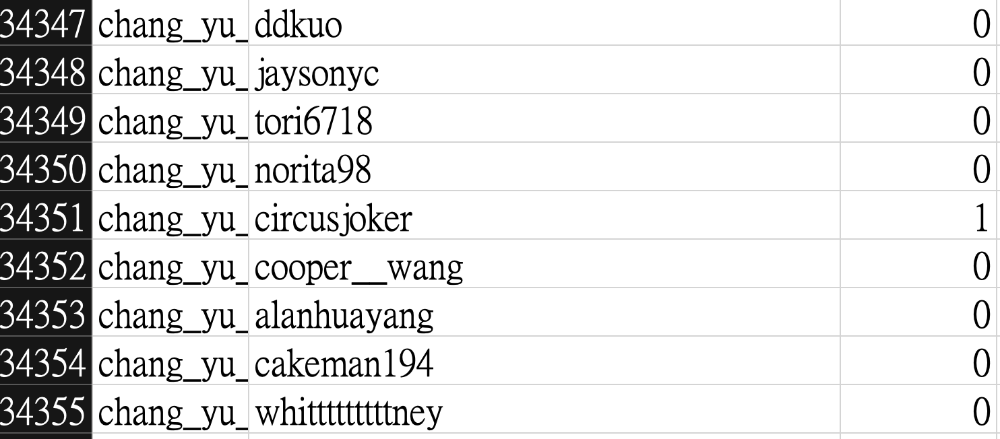 34347 chang_yu_ ddkuo 0
34348 chang_yu_ jaysonyc 0
34349 chang_yu_ tori6718 0
34350 chang_yu_ norita98 0
34351 chang_yu_ circusjoker 1
34352 chang_yu_ cooper__wang 0
34353 chang_yu_ alanhuayang 0
34354 chang_yu_ cakeman194 0
34355 chang_yu_ whitttttttttney 0